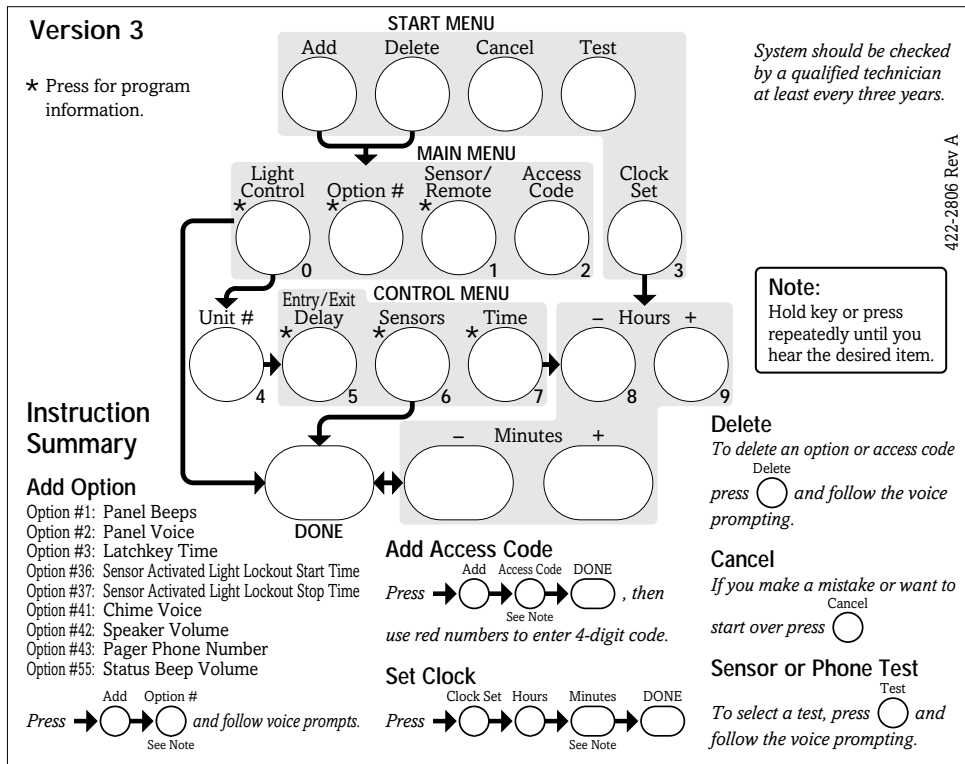 Version 3
* Press for program
information.
START MENU
Add Delete Cancel Test
System should be checked
by a qualified technician
at least every three years.
422-2806 Rev A
MAIN MENU
Light
Control
*
0
Option #
*
Sensor/
Remote
*
1
Access
Code
2
Clock
Set
3
CONTROL MENU
Unit #
4
Entry/Exit
Delay
*
5
Sensors
*
6
Time
*
7
– Hours +
8 9
Note:
Hold key or press
repeatedly until you
hear the desired item.
– Minutes +
DONE
Instruction
Summary
Add Option
Option #1: Panel Beeps
Option #2: Panel Voice
Option #3: Latchkey Time
Option #36: Sensor Activated Light Lockout Start Time
Option #37: Sensor Activated Light Lockout Stop Time
Option #41: Chime Voice
Option #42: Speaker Volume
Option #43: Pager Phone Number
Option #55: Status Beep Volume
Add Option #
Press and follow voice prompts.
See Note
Add Access Code
Add Access Code DONE
Press , then
See Note
use red numbers to enter 4-digit code.
Set Clock
Clock Set Hours Minutes DONE
Press
See Note
Delete
To delete an option or access code
Delete
press and follow the voice
prompting.
Cancel
If you make a mistake or want to
Cancel
start over press
Sensor or Phone Test
Test
To select a test, press and
follow the voice prompting.